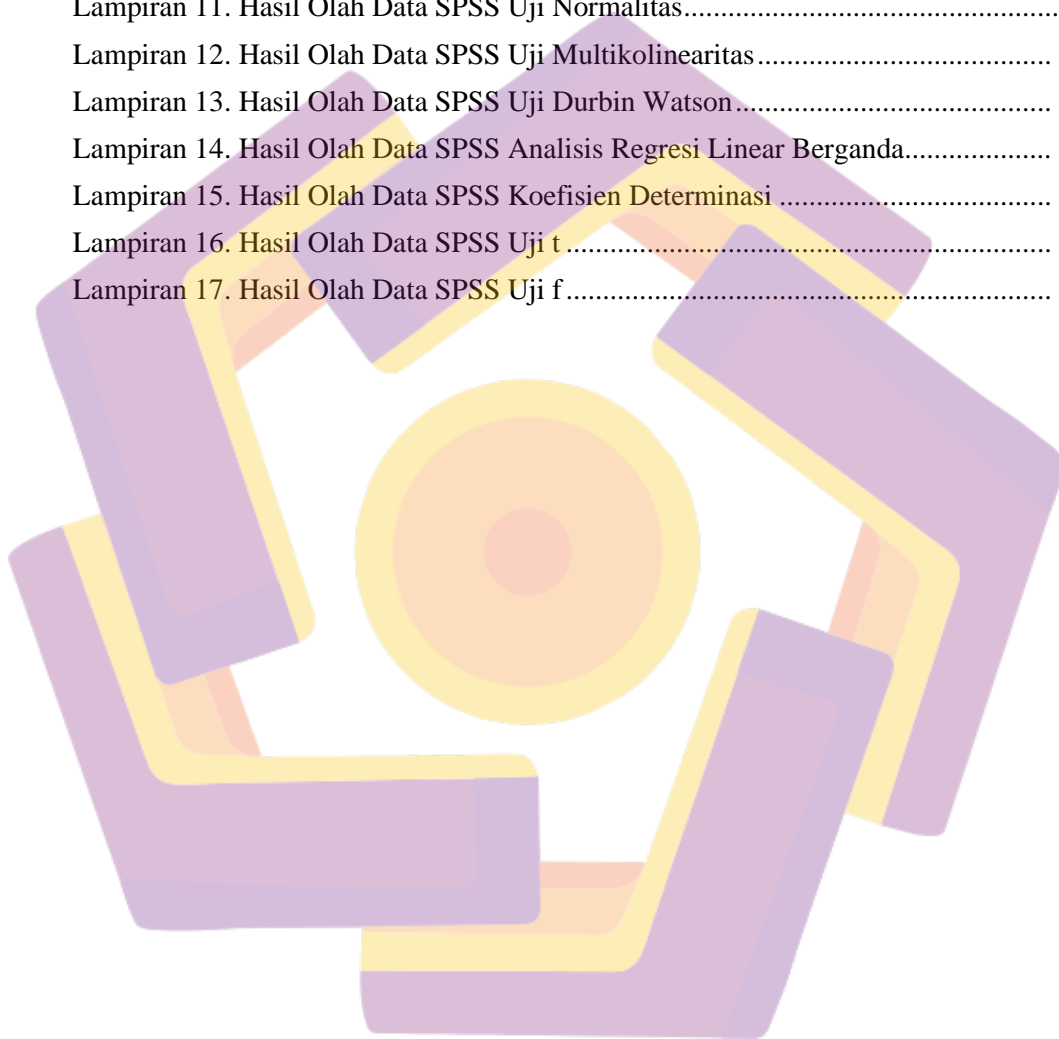 Lampiran 11. Hasil Olah Data SPSS Uji Normalitas..................................................
Lampiran 12. Hasil Olah Data SPSS Uji Multikolinearitas.......................................
Lampiran 13. Hasil Olah Data SPSS Uji Durbin Watson..........................................
Lampiran 14. Hasil Olah Data SPSS Analisis Regresi Linear Berganda...................
Lampiran 15. Hasil Olah Data SPSS Koefisien Determinasi ....................................
Lampiran 16. Hasil Olah Data SPSS Uji t ................................................................
Lampiran 17. Hasil Olah Data SPSS Uji f................................................................